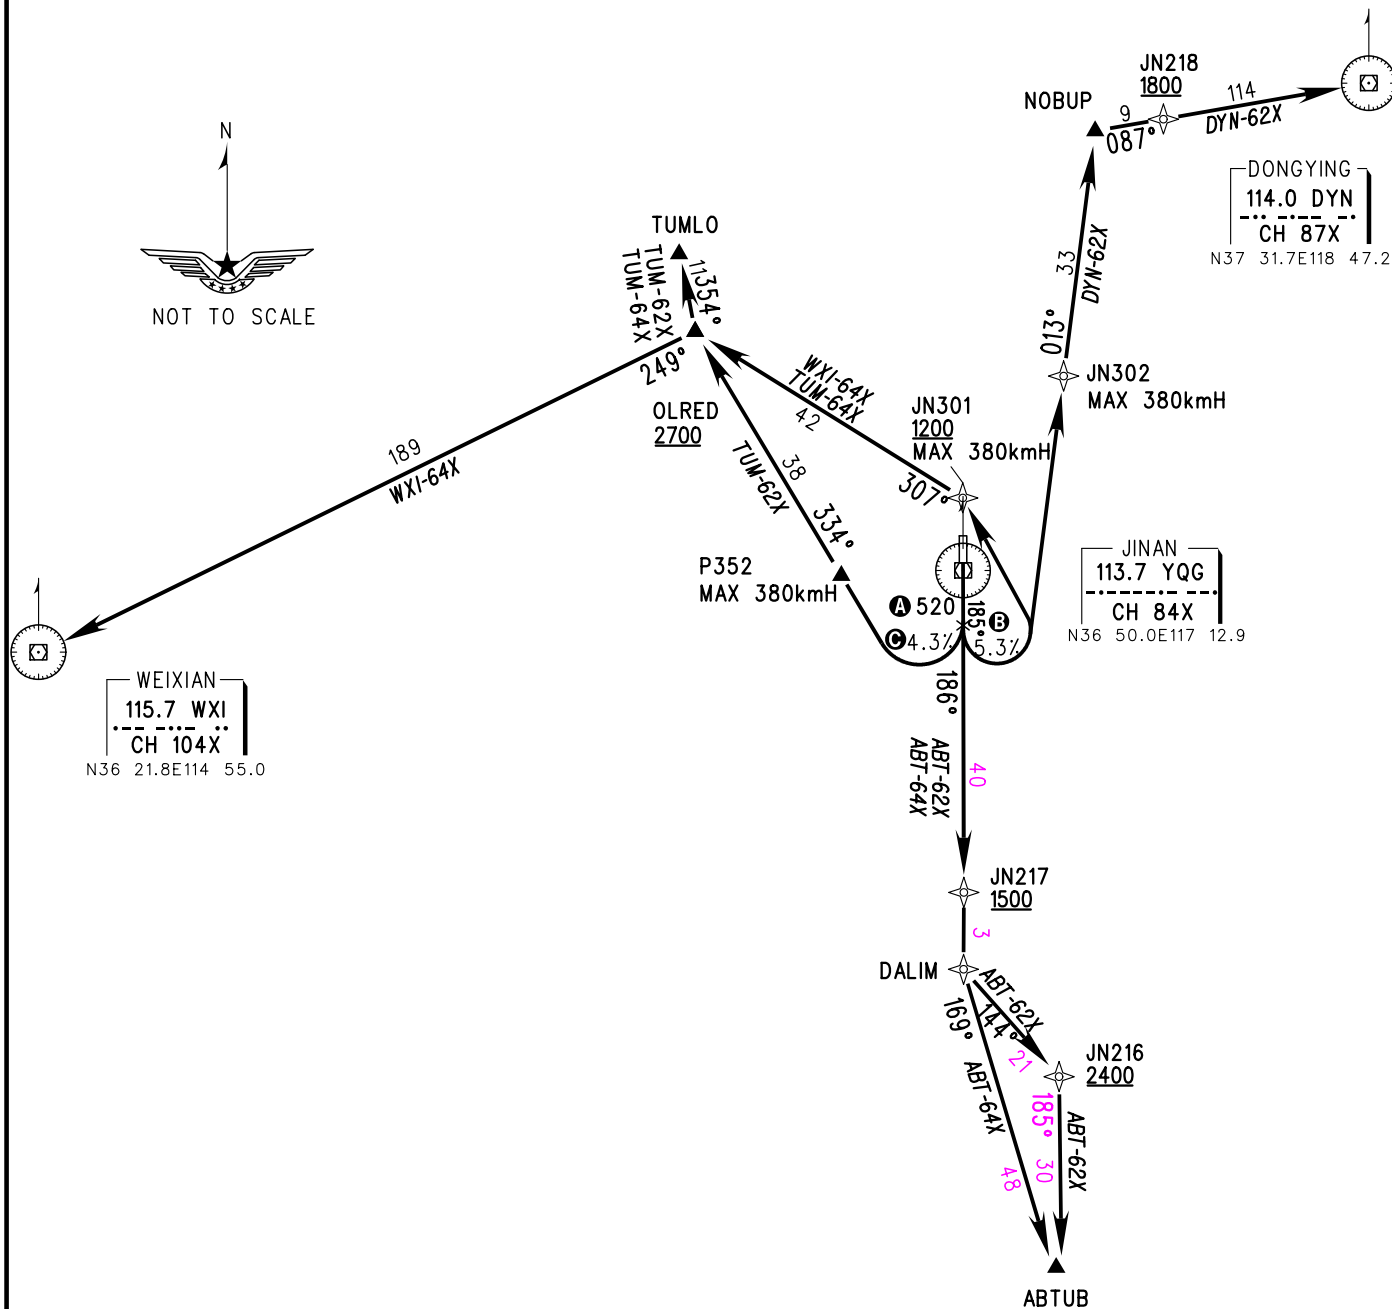 JN218
1800
NOBUP
9
087°
114
DYN-62X
DONGYING
114.0 DYN
CH 87X
N37 31.7E118 47.2
N
NOT TO SCALE
TUMLO
11
354°
TUM-62X
TUM-64X
249°
OLRED
2700
189
WXI-64X
WXI-64X
TUM-64X
42
38
TUM-62X
334°
JN301
1200
MAX 380kmH
307°
33
DYN-62X
013°
JN302
MAX 380kmH
P352
MAX 380kmH
JINAN
113.7 YQG
CH 84X
N36 50.0E117 12.9
A 520
185°
B
C 4.3%
5.3%
186°
WEIXIAN
115.7 WXI
CH 104X
N36 21.8E114 55.0
ABT-62X
ABT-64X
40
JN217
1500
3
DALIM
ABT-62X
144°
21
169°
ABT-64X
48
JN216
2400
185°
30
ABT-62X
ABTUB